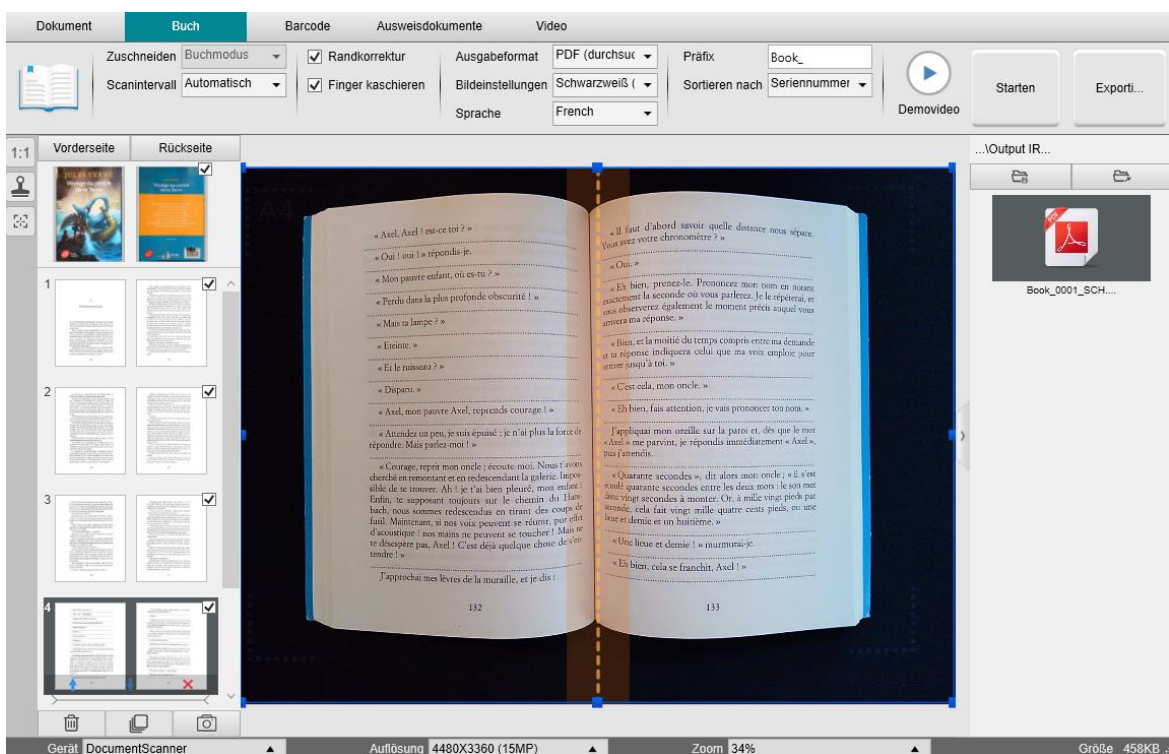 Dokument
Buch
Barcode
Ausweisdokumente
Video
Zuschneiden Buchmodus
Scanintervall Automatisch
Randkorrektur
Finger kaschieren
Ausgabeformat PDF (durchsuc
Bildeinstellungen Schwarzweiß (
Sprache French
Präfix Book_
Sortieren nach Seriennummer
Demovideo
Starten
Exporti...
1:1
Vorderseite
Rückseite
JULES VERNE
Voyage au centre
de la Terre
1
2
3
4
A4
« Axel, Axel ! est-ce toi ? »
« Oui ! oui ! » répondis-je.
« Mon pauvre enfant, où es-tu ? »
« Perdu dans la plus profonde obscurité ! »
« Mais ta lampe ? »
« Eteinte. »
« Et le ruisseau ? »
« Disparu. »
« Axel, mon pauvre Axel, reprends courage ! »
« Attendez un peu, je suis épuisé ; je n'ai plus la force de
répondre. Mais parlez-moi ! »
« Courage, reprit mon oncle ; écoute-moi. Nous t'avons
cherché en remontant et en redescendant la galerie. Impos-
sible de te trouver. Ah ! je t'ai bien pleuré, mon enfant !
Enfin, te supposant toujours sur le chemin du Hans-
bach, nous sommes redescendus en tirant des coups de
fusil. Maintenant, si nos voix peuvent se réunir, pur effet
d'acoustique ! nos mains ne peuvent se toucher ! Mais ne
te désespère pas, Axel ! C'est déjà quelque chose de s'en-
tendre ! »
J'approchai mes lèvres de la muraille, et je dis :
132
« Il faut d'abord savoir quelle distance nous sépare.
Vous avez votre chronomètre ? »
« Oui. »
« Eh bien, prenez-le. Prononcez mon nom en notant
exactement la seconde où vous parlerez. Je le répéterai, et
vous observerez également le moment précis auquel vous
arrivera ma réponse. »
« Bien, et la moitié du temps compris entre ma demande
et ta réponse indiquera celui que ma voix emploie pour
arriver jusqu'à toi. »
« C'est cela, mon oncle. »
« Eh bien, fais attention, je vais prononcer ton nom. »
J'appliquai mon oreille sur la paroi et, dès que le mot
« Axel » me parvint, je répondis immédiatement « Axel »,
puis j'attendis.
« Quarante secondes », dit alors mon oncle ; « il s'est
écoulé quarante secondes entre les deux mots ; le son met
donc vingt secondes à monter. Or, à mille vingt pieds par
seconde, cela fait vingt mille quatre cents pieds, ou une
lieue et demie et un huitième. »
« Une lieue et demie ! » murmurai-je.
« Eh bien, cela se franchit, Axel ! »
133
...\Output IR...
PDF
Book_0001_SCH....
Gerät DocumentScanner
Auflösung 4480X3360 (15MP)
Zoom 34%
Größe 458KB